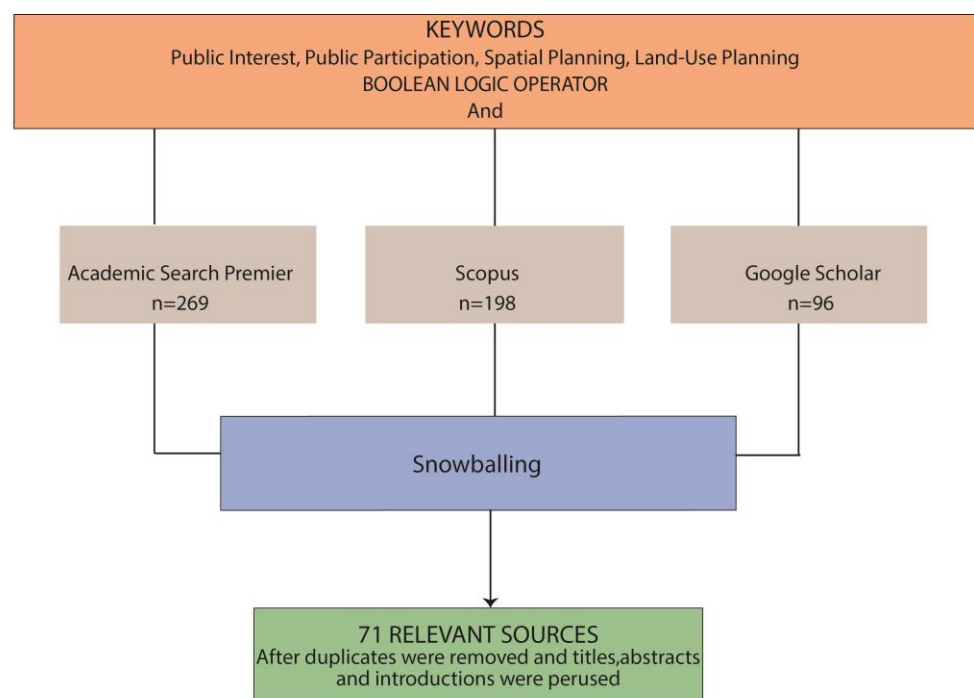 KEYWORDS
Public Interest, Public Participation, Spatial Planning, Land-Use Planning
BOOLEAN LOGIC OPERATOR
And
Academic Search Premier
n=269
Scopus
n=198
Google Scholar
n=96
Snowballing
71 RELEVANT SOURCES
After duplicates were removed and titles,abstracts
and introductions were perused